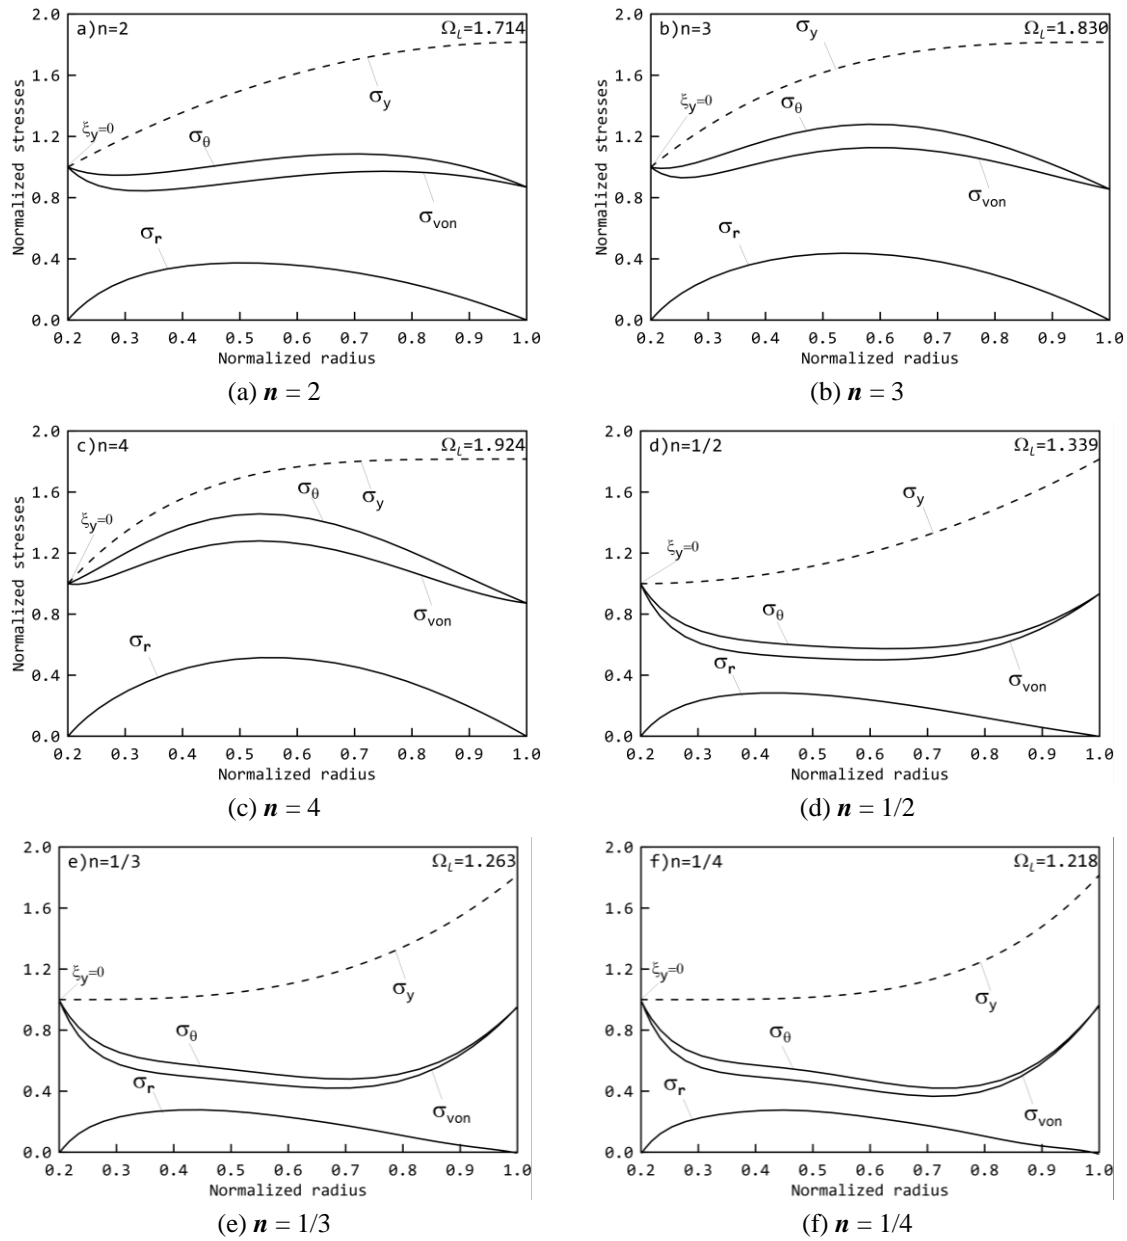 a)n=2
Ω_l=1.714
Normalized stresses
2.0
1.6
1.2
0.8
0.4
0.0
ξ_y=0
σ_θ
σ_y
σ_von
σ_r
0.2 0.3 0.4 0.5 0.6 0.7 0.8 0.9 1.0
Normalized radius
(a) n = 2
b)n=3
Ω_l=1.830
Normalized stresses
2.0
1.6
1.2
0.8
0.4
0.0
σ_y
ξ_y=0
σ_θ
σ_von
σ_r
0.2 0.3 0.4 0.5 0.6 0.7 0.8 0.9 1.0
Normalized radius
(b) n = 3
c)n=4
Ω_l=1.924
Normalized stresses
2.0
1.6
1.2
0.8
0.4
0.0
σ_θ
σ_y
ξ_y=0
σ_von
σ_r
0.2 0.3 0.4 0.5 0.6 0.7 0.8 0.9 1.0
Normalized radius
(c) n = 4
d)n=1/2
Ω_l=1.339
2.0
1.6
1.2
0.8
0.4
0.0
σ_y
ξ_y=0
σ_θ
σ_r
σ_von
0.2 0.3 0.4 0.5 0.6 0.7 0.8 0.9 1.0
Normalized radius
(d) n = 1/2
e)n=1/3
Ω_l=1.263
2.0
1.6
1.2
0.8
0.4
0.0
ξ_y=0
σ_y
σ_θ
σ_r
σ_von
0.2 0.3 0.4 0.5 0.6 0.7 0.8 0.9 1.0
Normalized radius
(e) n = 1/3
f)n=1/4
Ω_l=1.218
2.0
1.6
1.2
0.8
0.4
0.0
ξ_y=0
σ_y
σ_θ
σ_r
σ_von
0.2 0.3 0.4 0.5 0.6 0.7 0.8 0.9 1.0
Normalized radius
(f) n = 1/4